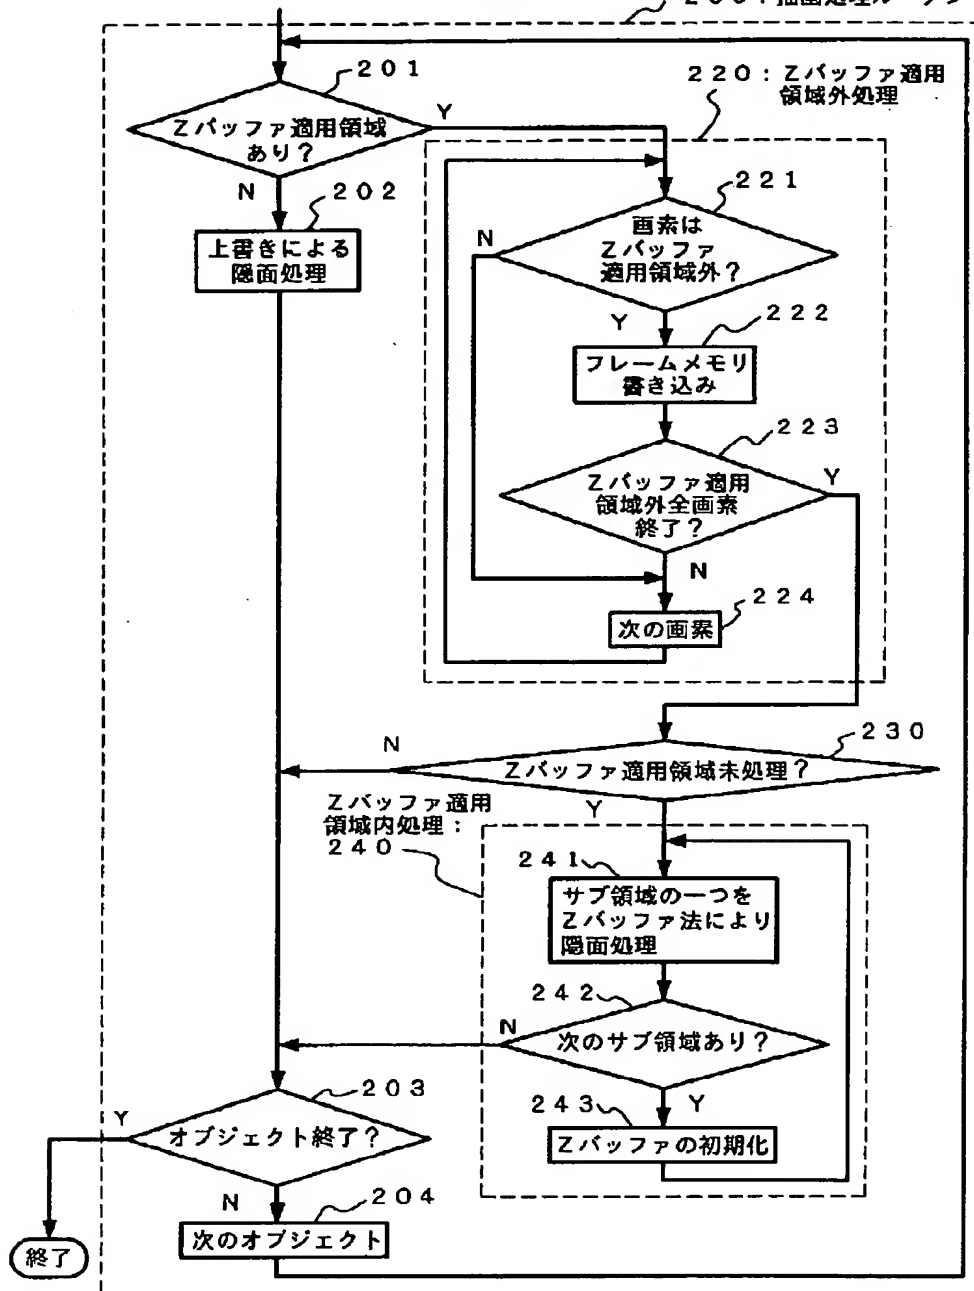 201
220：Zバッファ適用
領域外処理
Zバッファ適用領域
あり？
Y
N
202
上書きによる
隠面処理
221
画素は
Zバッファ
適用領域外？
N
Y
222
フレームメモリ
書き込み
223
Zバッファ適用
領域外全画素
終了？
Y
N
224
次の画素
230
N
Zバッファ適用領域未処理？
Y
Zバッファ適用
領域内処理：
240
241
サブ領域の一つを
Zバッファ法により
隠面処理
242
N
次のサブ領域あり？
Y
243
Zバッファの初期化
203
Y
オブジェクト終了？
N
204
次のオブジェクト
終了